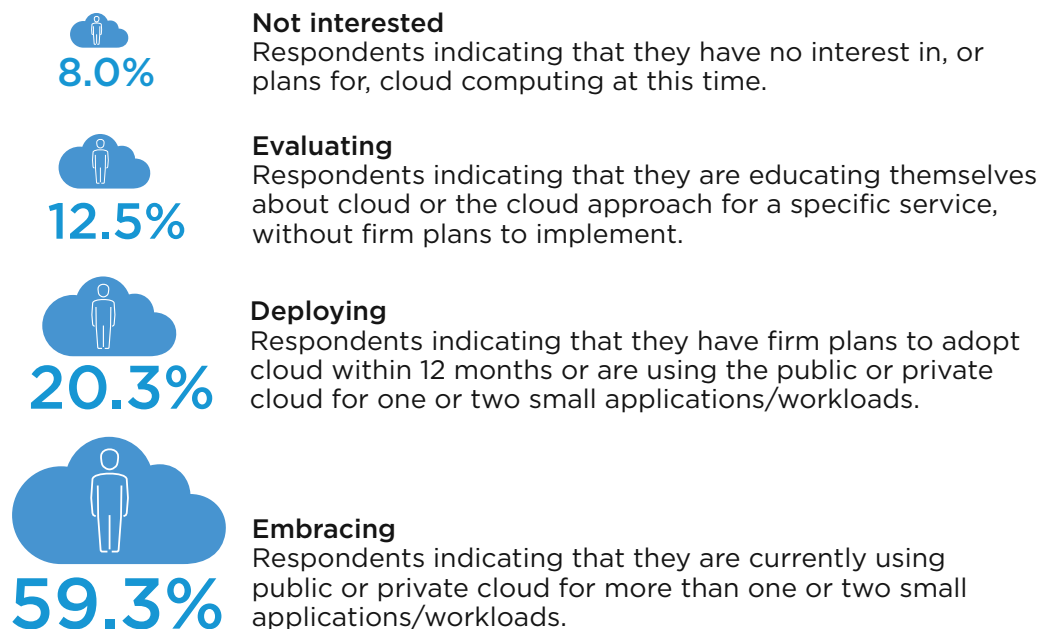 8.0%
Not interested
Respondents indicating that they have no interest in, or
plans for, cloud computing at this time.
12.5%
Evaluating
Respondents indicating that they are educating themselves
about cloud or the cloud approach for a specific service,
without firm plans to implement.
20.3%
Deploying
Respondents indicating that they have firm plans to adopt
cloud within 12 months or are using the public or private
cloud for one or two small applications/workloads.
59.3%
Embracing
Respondents indicating that they are currently using
public or private cloud for more than one or two small
applications/workloads.